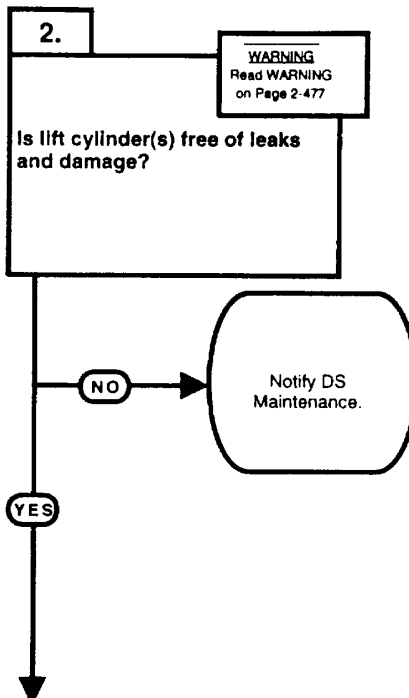 2.
WARNING
Read WARNING
on Page 2-477
Is lift cylinder(s) free of leaks
and damage?
NO
Notify DS
Maintenance.
YES